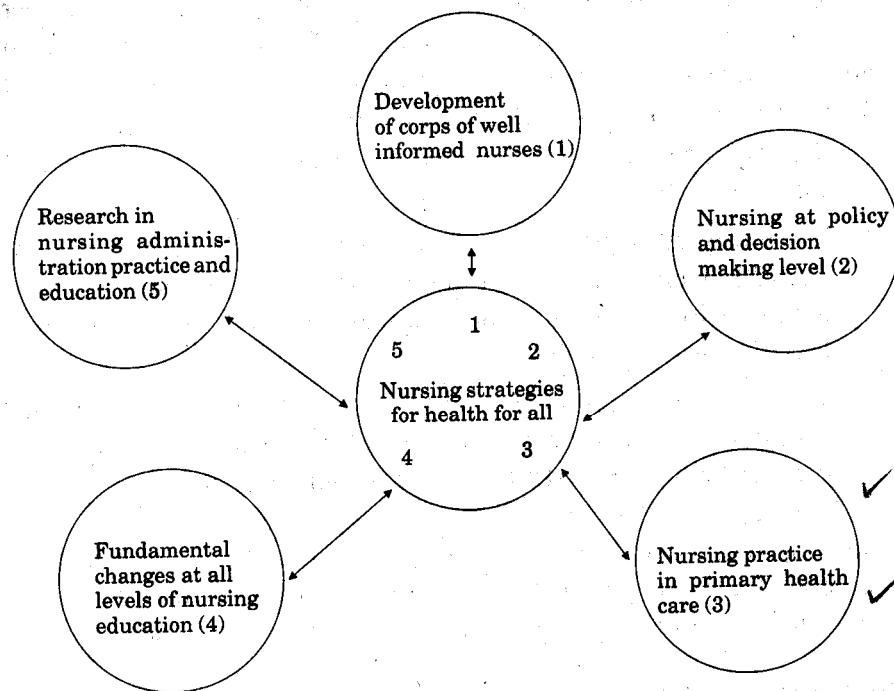 Development
of corps of well
informed nurses (1)
Nursing at policy
and decision
making level (2)
Research in
nursing adminis-
tration practice and
education (5)
1
5
2
Nursing strategies
for health for all
4
3
Fundamental
changes at all
levels of nursing
education (4)
Nursing practice
in primary health
care (3)